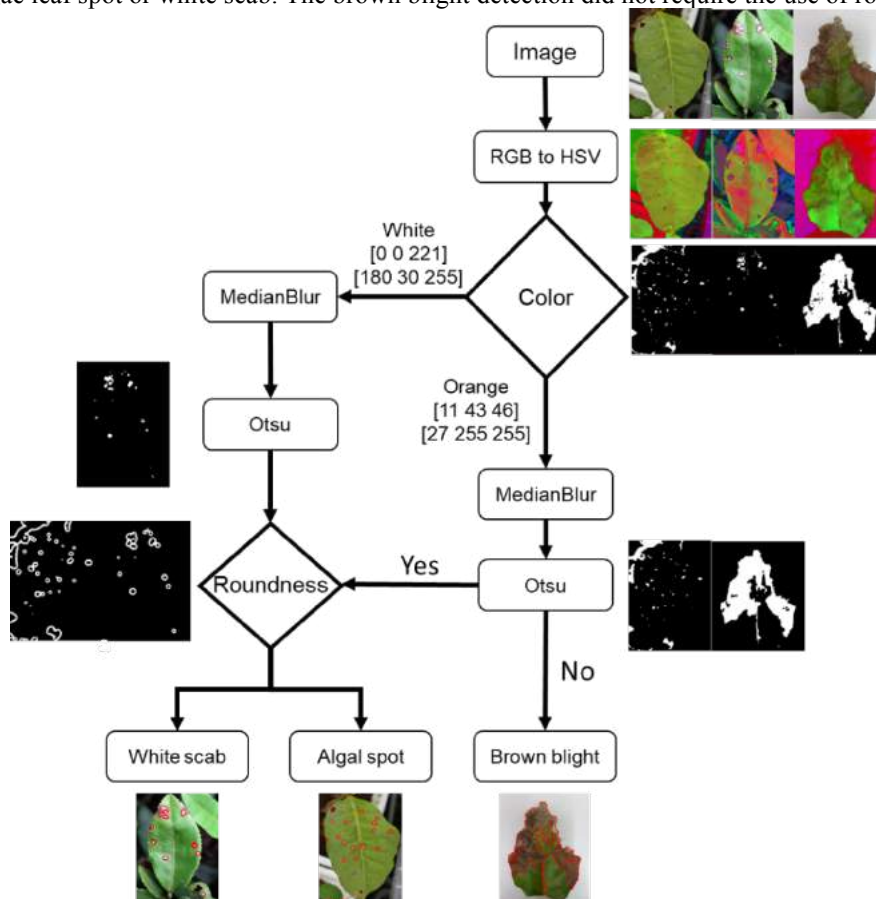 leaf spot or white scab. The brown blight detection did not require the use of
Image
RGB to HSV
White
[0 0 221]
[180 30 255]
MedianBlur
Color
Orange
[11 43 46]
[27 255 255]
Otsu
MedianBlur
Roundness
Yes
Otsu
No
White scab
Algal spot
Brown blight